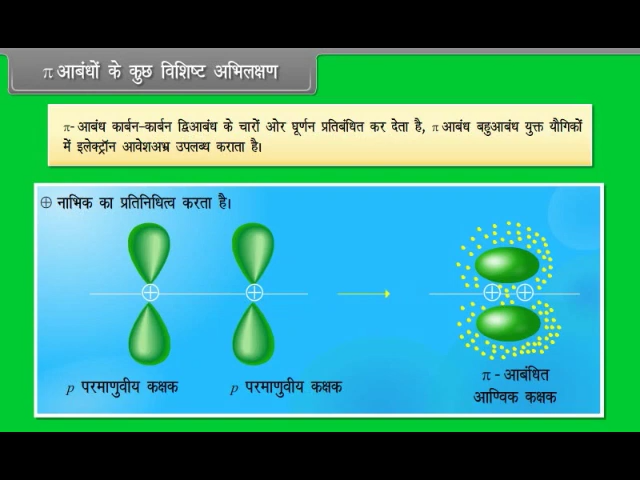 π आबंधों के कुछ विशिष्ट अभिलक्षण
π- आबंध कार्बन-कार्बन द्विआबंध के चारों ओर घूर्णन प्रतिबंधित कर देता है, π आबंध बहुआबंध युक्त यौगिकों
में इलेक्ट्रॉन आवेशअभ्र उपलब्ध कराता है।
⊕ नाभिक का प्रतिनिधित्व करता है।
p परमाणुवीय कक्षक
p परमाणुवीय कक्षक
π - आबंधित
आण्विक कक्षक